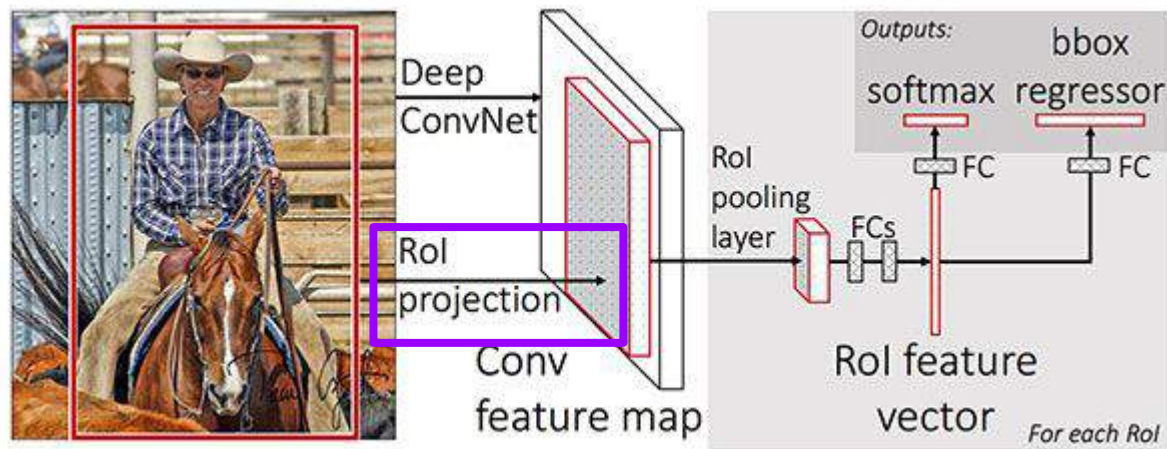 Deep
ConvNet
RoI
projection
Conv
feature map
RoI
pooling
layer
FCs
RoI feature
vector
For each RoI
Outputs:
softmax
bbox
regressor
FC
FC